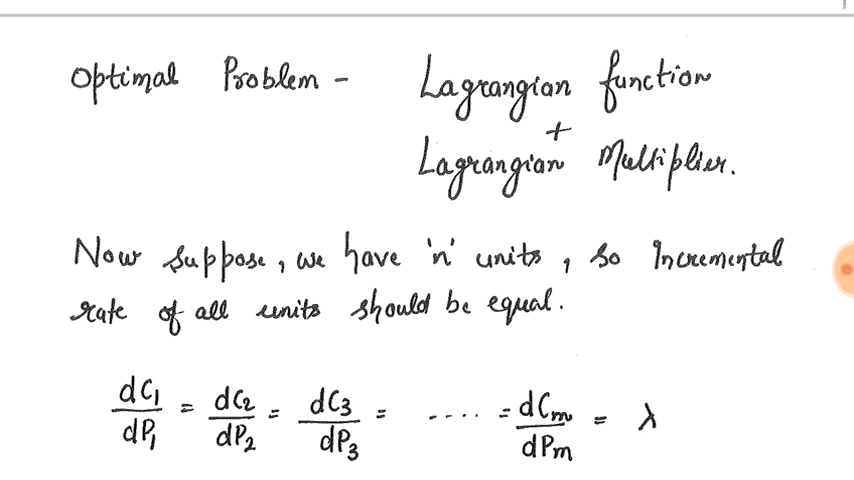 Optimal Problem - Lagrangian function
+
Lagrangian Multiplier.
Now suppose, we have 'n' units, so Incremental
rate of all units should be equal.
dC₁/dP₁ = dC₂/dP₂ = dC₃/dP₃ = .... = dCₘ/dPₘ = λ